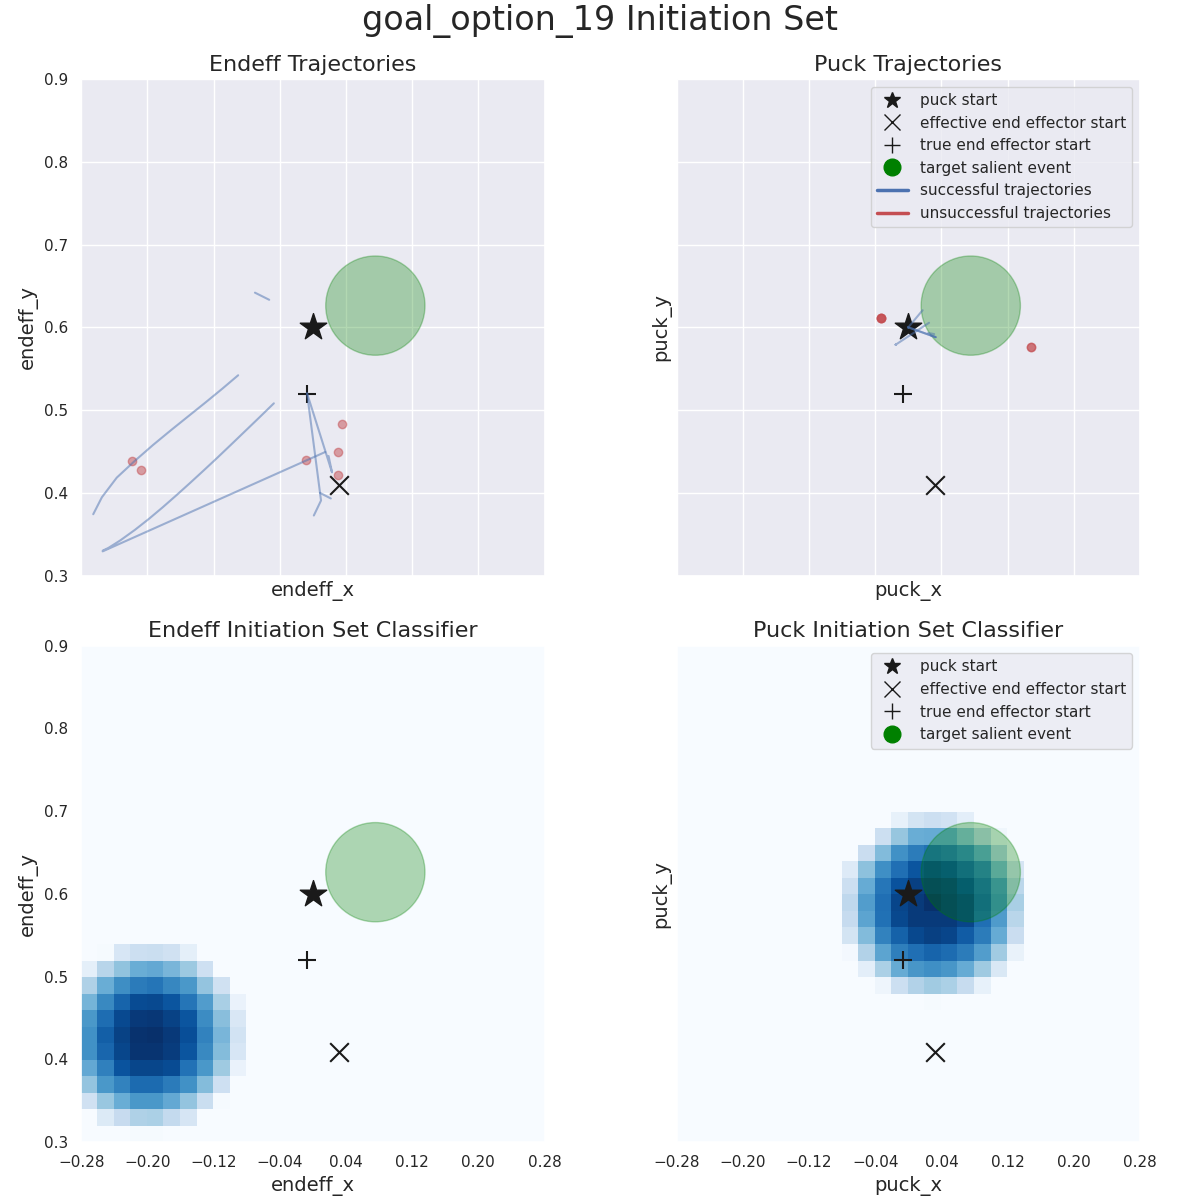 goal_option_19 Initiation Set
Endeff Trajectories
0.9
0.8
0.7
0.6
0.5
0.4
0.3
endeff_y
endeff_x
Puck Trajectories
puck start
effective end effector start
true end effector start
target salient event
successful trajectories
unsuccessful trajectories
puck_y
puck_x
Endeff Initiation Set Classifier
0.9
0.8
0.7
0.6
0.5
0.4
0.3
endeff_y
−0.28 −0.20 −0.12 −0.04 0.04 0.12 0.20 0.28
endeff_x
Puck Initiation Set Classifier
puck start
effective end effector start
true end effector start
target salient event
puck_y
−0.28 −0.20 −0.12 −0.04 0.04 0.12 0.20 0.28
puck_x